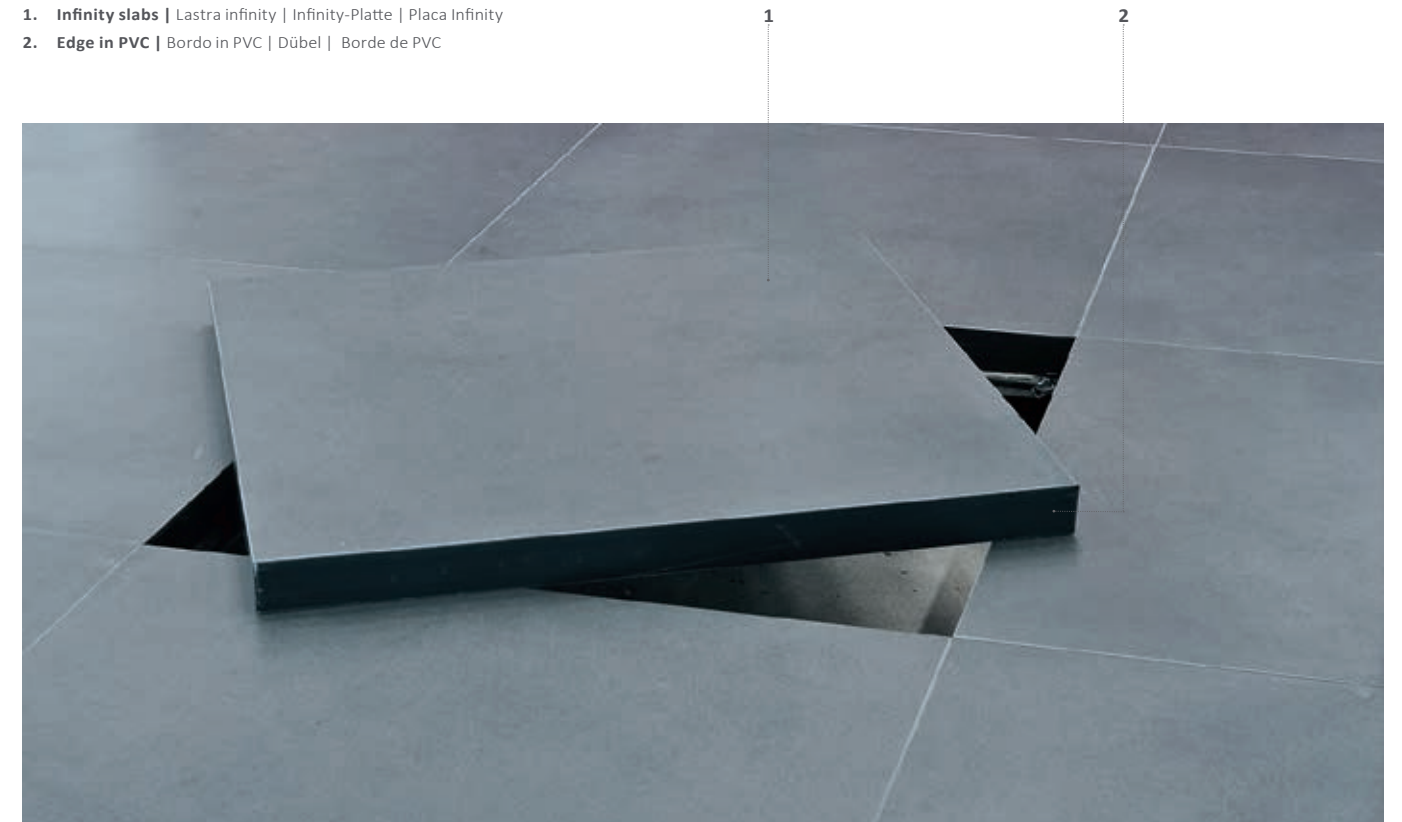 1. Infinity slabs | Lastra infinity | Infinity-Platte | Placa Infinity
2. Edge in PVC | Bordo in PVC | Dübel | Borde de PVC
1
2